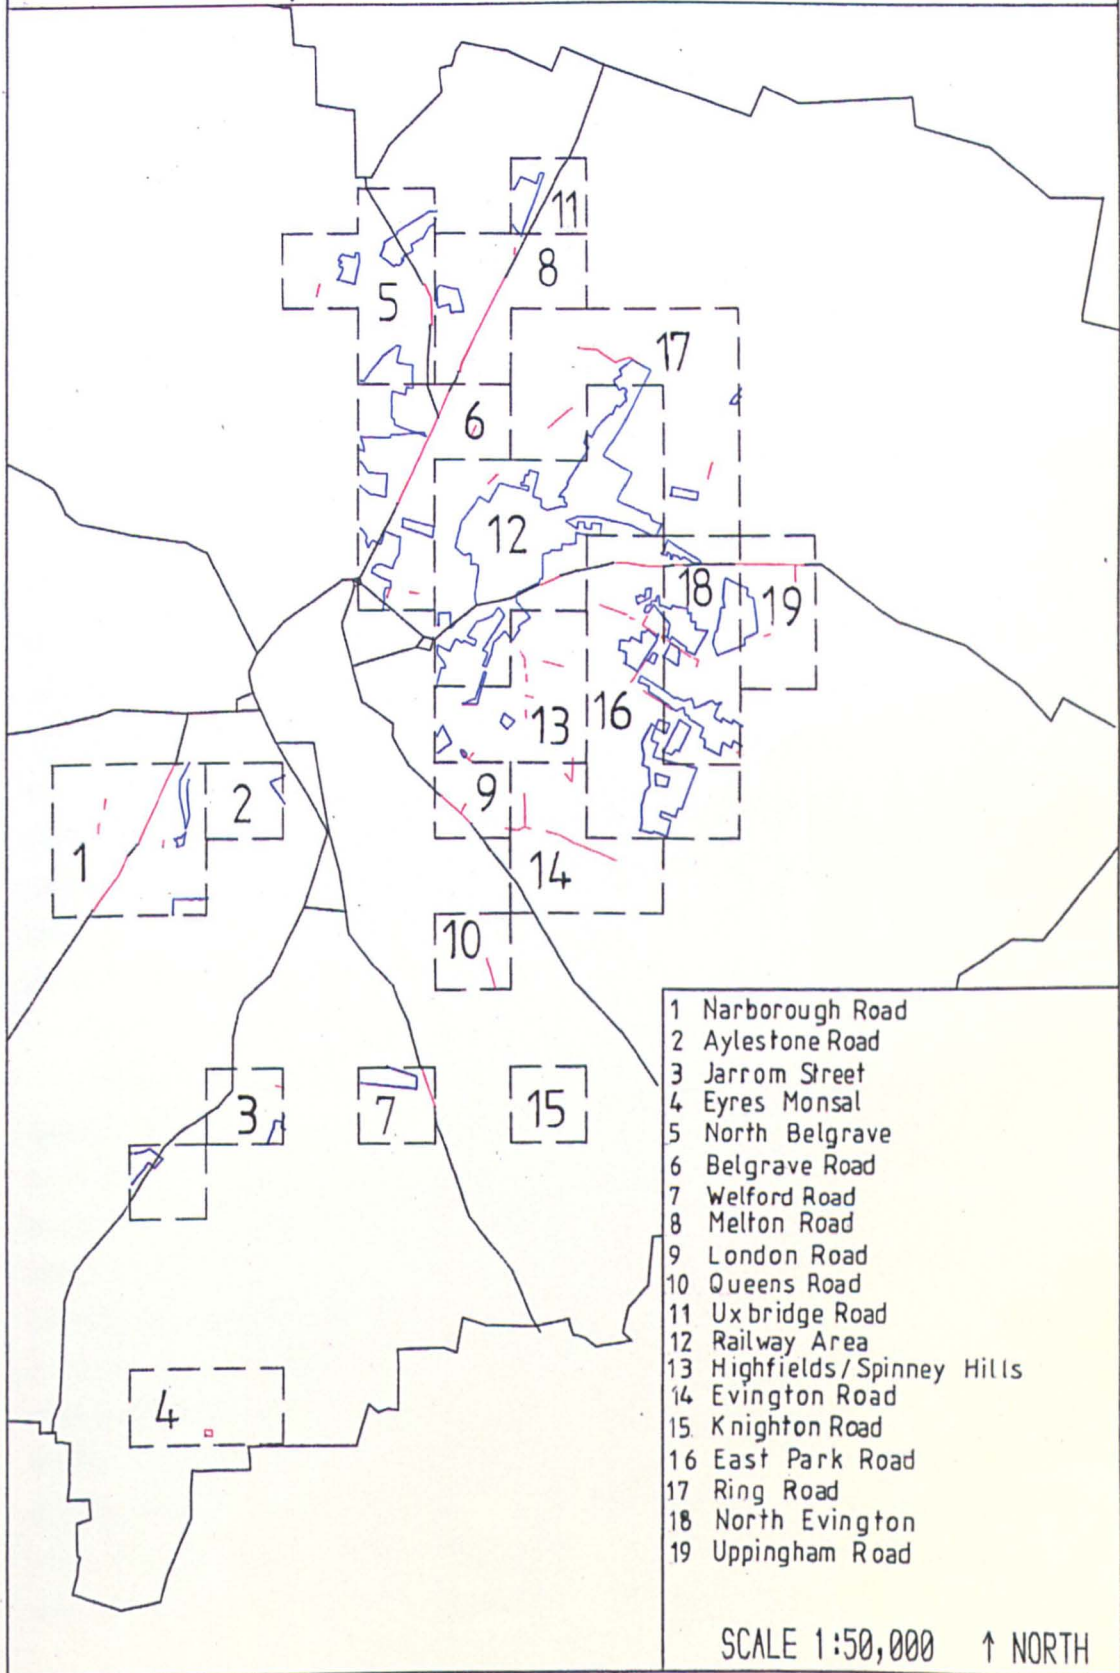 11
8
5
17
6
12
18
19
16
13
9
2
1
14
10
3
7
15
4
1 Narborough Road
2 Aylestone Road
3 Jarrom Street
4 Eyres Monsal
5 North Belgrave
6 Belgrave Road
7 Welford Road
8 Melton Road
9 London Road
10 Queens Road
11 Uxbridge Road
12 Railway Area
13 Highfields/Spinney Hills
14 Evington Road
15. Knighton Road
16 East Park Road
17 Ring Road
18 North Evington
19 Uppingham Road
SCALE 1:50,000 ↑ NORTH